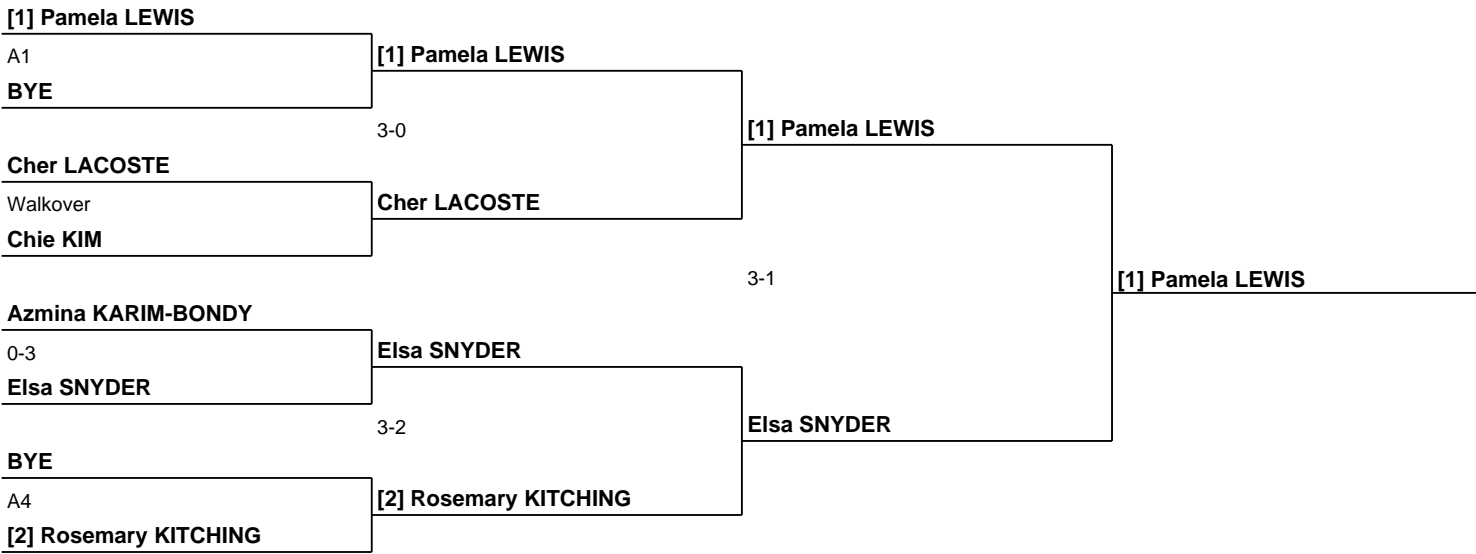 [1] Pamela LEWIS
A1
BYE
[1] Pamela LEWIS
3-0
Cher LACOSTE
Walkover
Chie KIM
Cher LACOSTE
[1] Pamela LEWIS
3-1
[1] Pamela LEWIS
Azmina KARIM-BONDY
0-3
Elsa SNYDER
Elsa SNYDER
3-2
Elsa SNYDER
BYE
A4
[2] Rosemary KITCHING
[2] Rosemary KITCHING